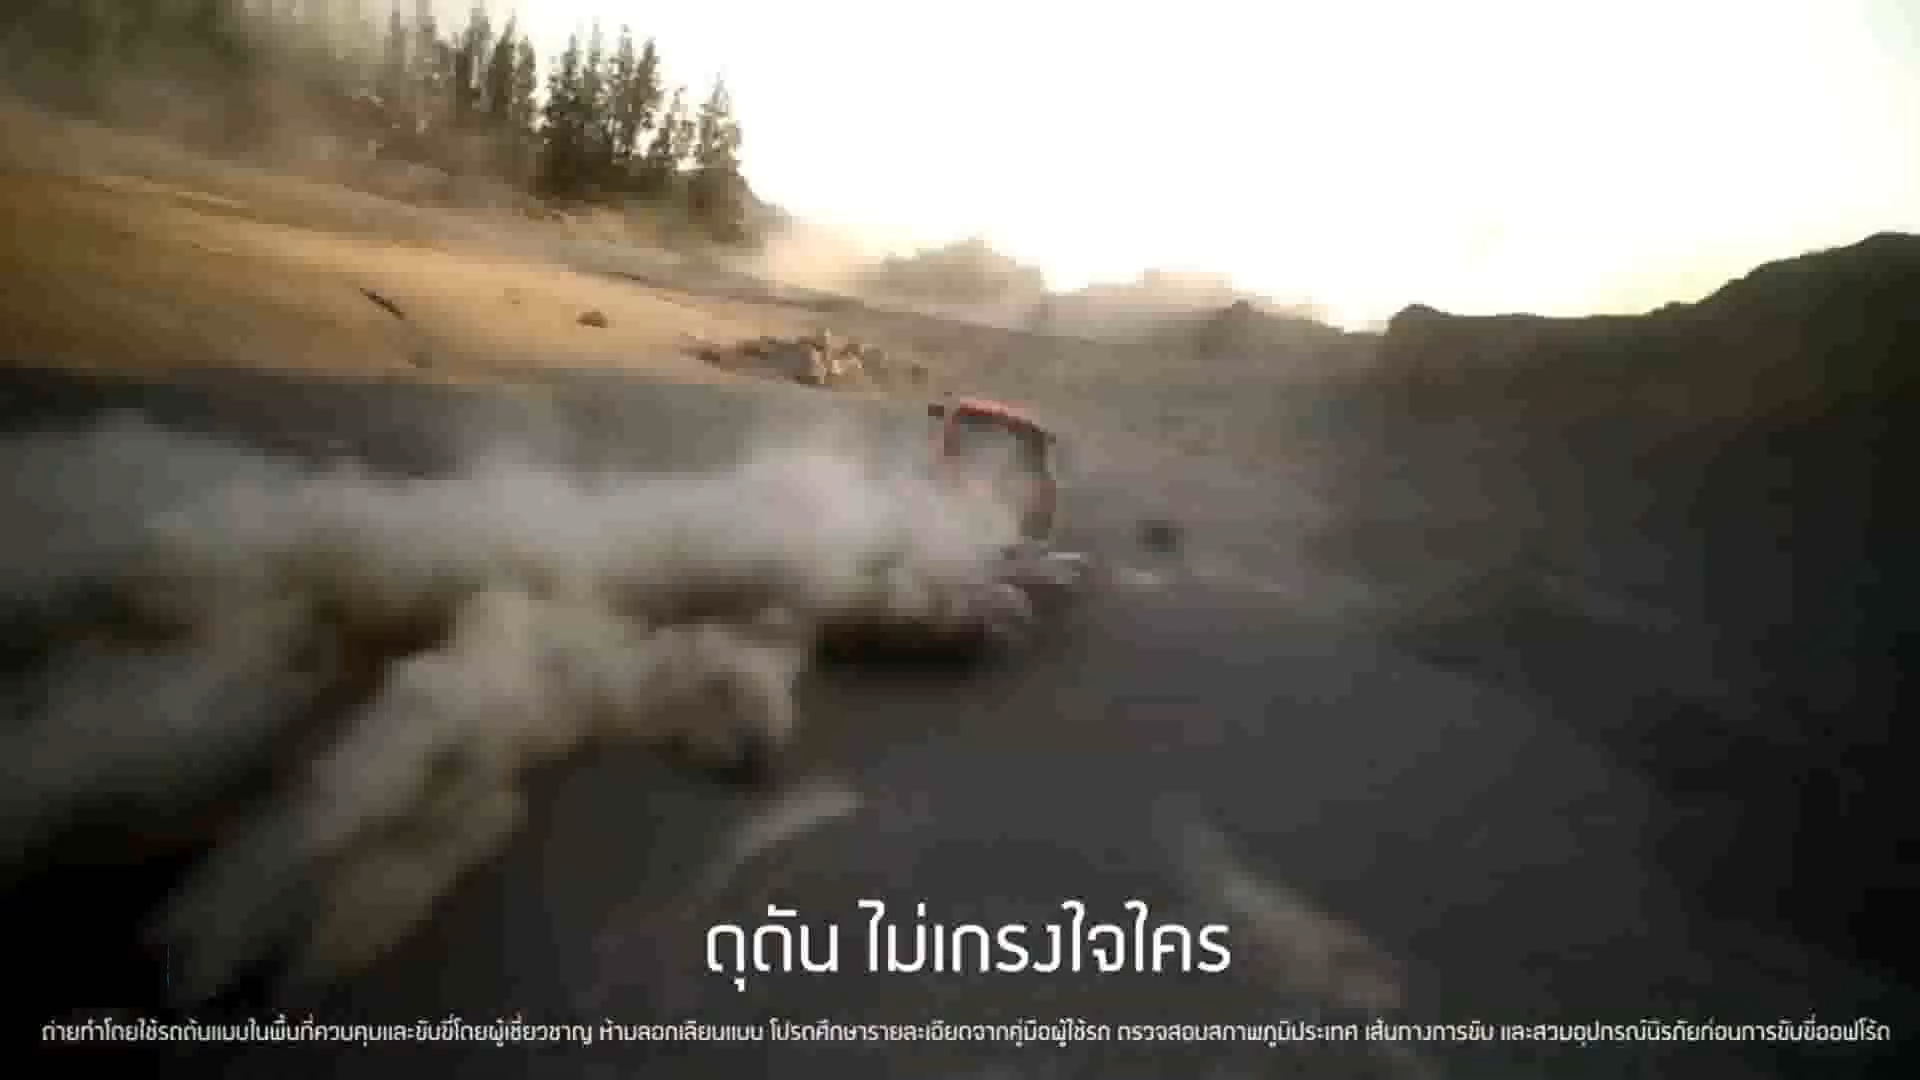 ดุดัน ไม่เกรงใจใคร
ถ่ายทำโดยใช้รถต้นแบบในพื้นที่ควบคุมและขับขี่โดยผู้เชี่ยวชาญ ห้ามลอกเลียนแบบ โปรดศึกษารายละเอียดจากคู่มือผู้ใช้รถ ตรวจสอบสภาพภูมิประเทศ เส้นทางการขับ และสวมอุปกรณ์นิรภัยก่อนการขับขี่ออฟโร้ด